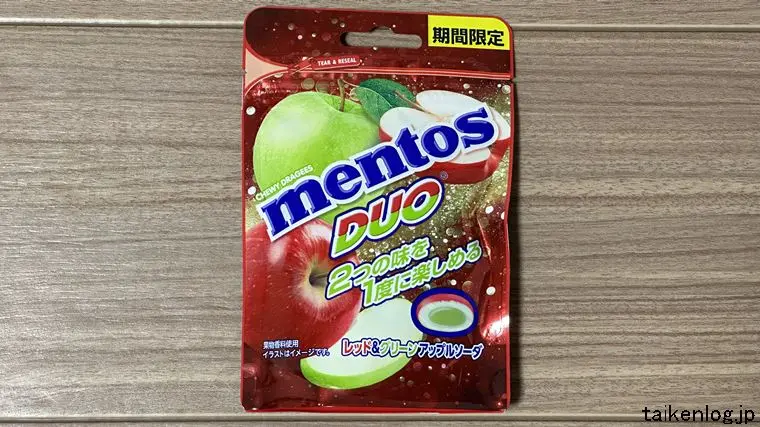 期間限定
TEAR & RESEAL
CHEWY DRAGEES
mentos
DUO
2つの味を
1度に楽しめる
果物香料使用
イラストはイメージです。
レッド&グリーンアップルソーダ
taikenlog.jp